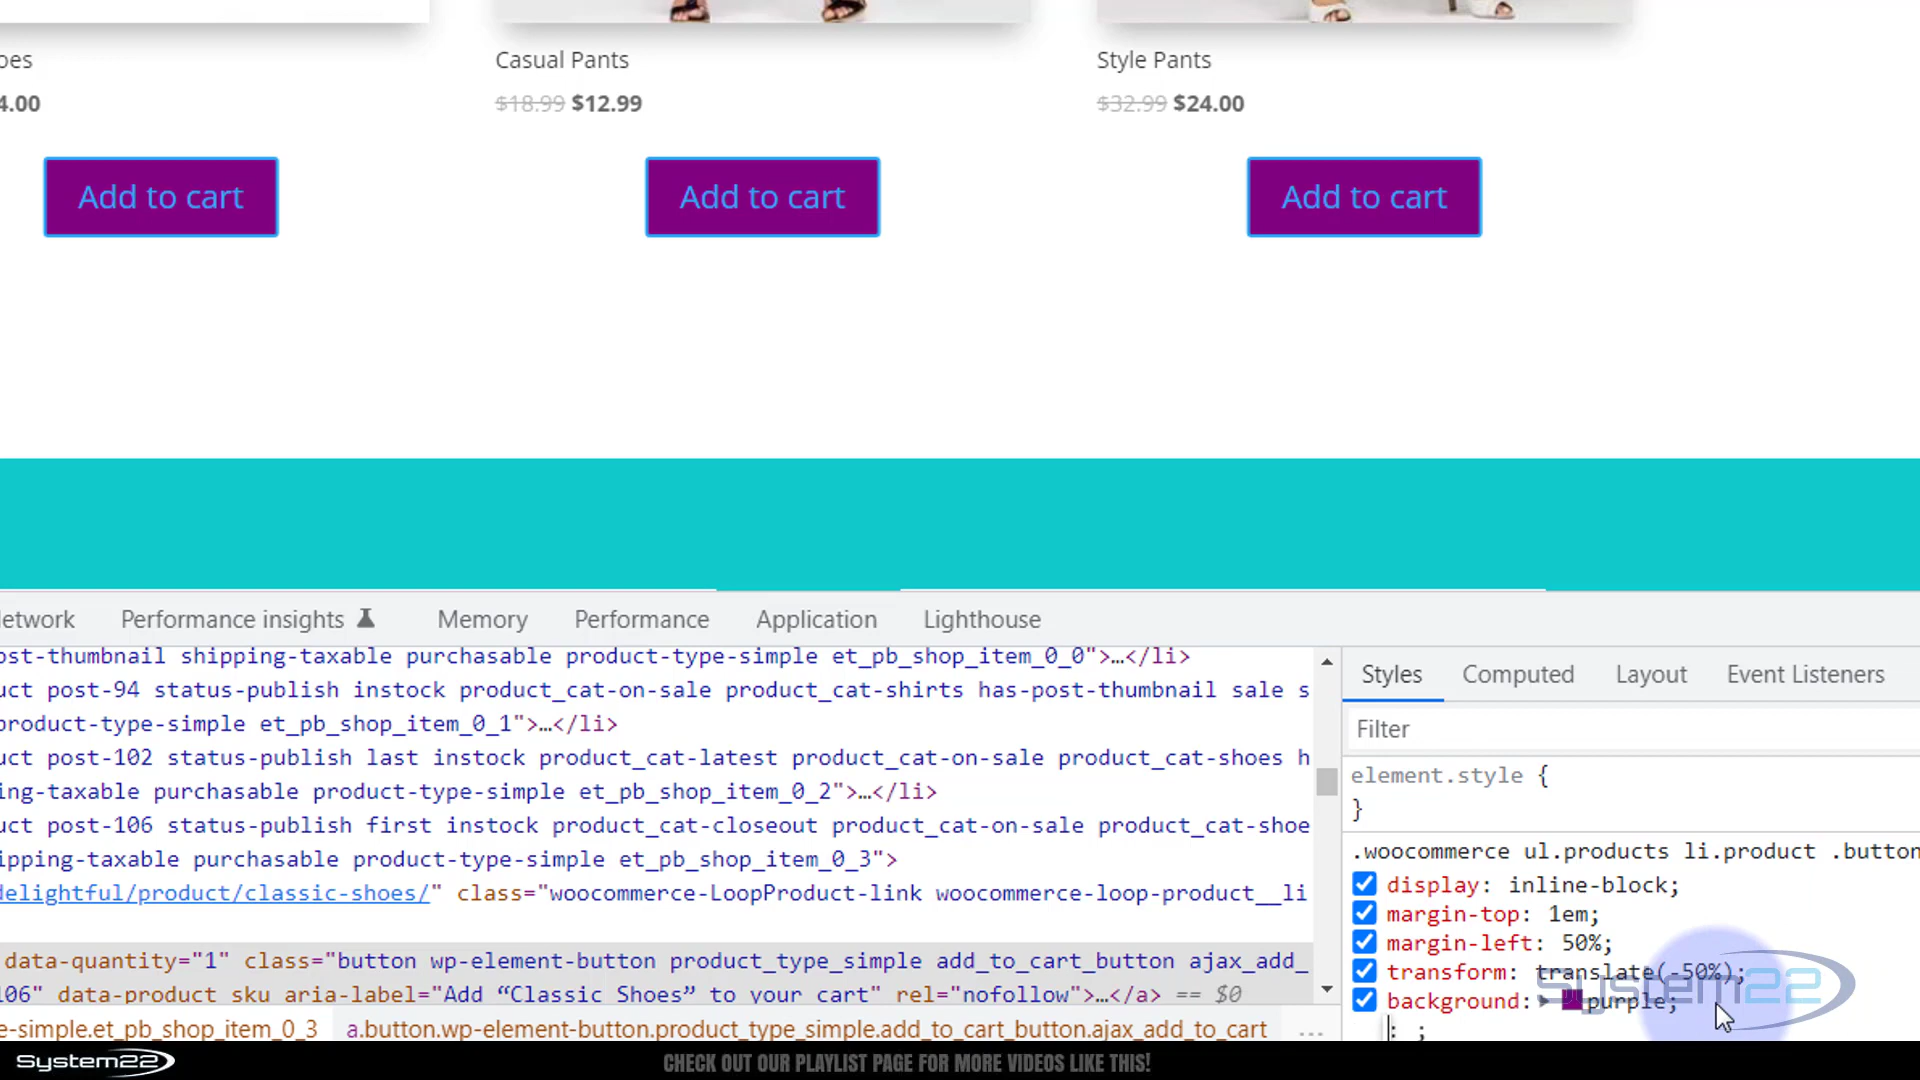 oes
Casual Pants
Style Pants
4.00
$18.99 $12.99
$32.99 $24.00
Add to cart
Add to cart
Add to cart
etwork
Performance insights
Memory
Performance
Application
Lighthouse
ost-thumbnail shipping-taxable purchasable product-type-simple et_pb_shop_item_0_0">…</li>
uct post-94 status-publish instock product_cat-on-sale product_cat-shirts has-post-thumbnail sale s
product-type-simple et_pb_shop_item_0_1">…</li>
uct post-102 status-publish last instock product_cat-latest product_cat-on-sale product_cat-shoes h
ing-taxable purchasable product-type-simple et_pb_shop_item_0_2">…</li>
uct post-106 status-publish first instock product_cat-closeout product_cat-on-sale product_cat-shoe
ipping-taxable purchasable product-type-simple et_pb_shop_item_0_3">
delightful/product/classic-shoes/" class="woocommerce-LoopProduct-link woocommerce-loop-product__li
data-quantity="1" class="button wp-element-button product_type_simple add_to_cart_button ajax_add_
106" data-product_sku aria-label="Add “Classic Shoes” to your cart" rel="nofollow">…</a> == $0
e-simple.et_pb_shop_item_0_3 a.button.wp-element-button.product_type_simple.add_to_cart_button.ajax_add_to_cart ...
Styles
Computed
Layout
Event Listeners
Filter
element.style {
}
.woocommerce ul.products li.product .button
display: inline-block;
margin-top: 1em;
margin-left: 50%;
transform: translate(-50%);
background: purple;
: ;
system22
System22
CHECK OUT OUR PLAYLIST PAGE FOR MORE VIDEOS LIKE THIS!